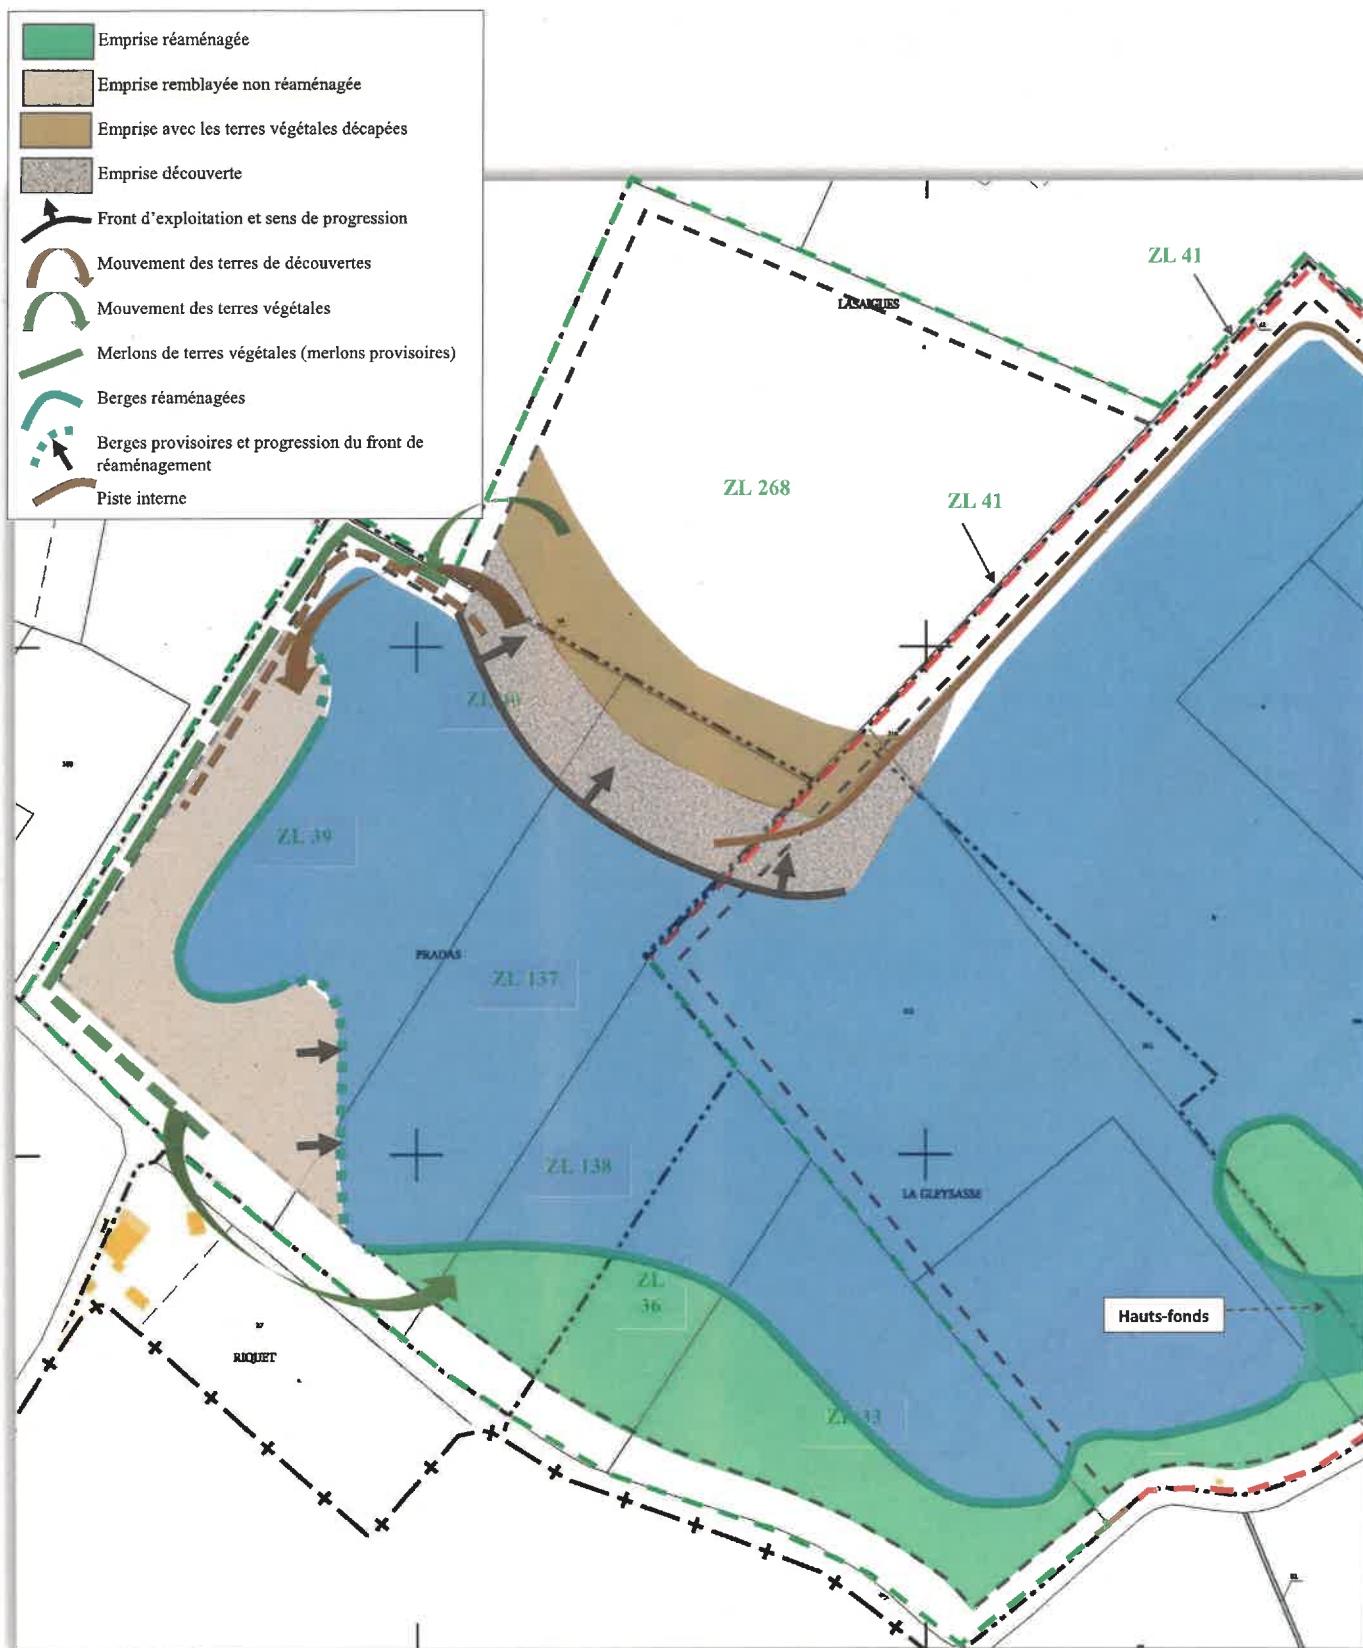 Emprise réaménagée
Emprise remblayée non réaménagée
Emprise avec les terres végétales décapées
Emprise découverte
Front d'exploitation et sens de progression
Mouvement des terres de découvertes
Mouvement des terres végétales
Merlons de terres végétales (merlons provisoires)
Berges réaménagées
Berges provisoires et progression du front de
réaménagement
Piste interne
ZL 41
LASAIGUES
ZL 268
ZL 41
ZL 39
PRADAS
ZL 137
ZL 138
LA GLEYSASSE
ZL
36
Hauts-fonds
RIQUET
ZL 33